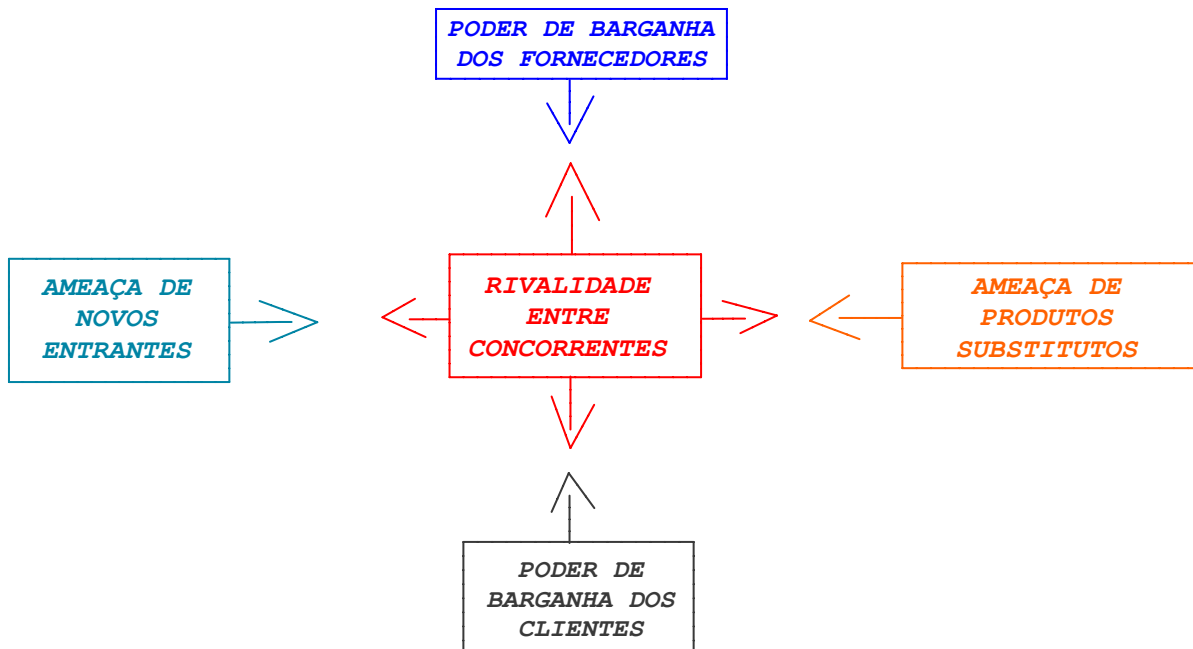 PODER DE BARGANHA
DOS FORNECEDORES
AMEAÇA DE
NOVOS
ENTRANTES
RIVALIDADE
ENTRE
CONCORRENTES
AMEAÇA DE
PRODUTOS
SUBSTITUTOS
PODER DE
BARGANHA DOS
CLIENTES